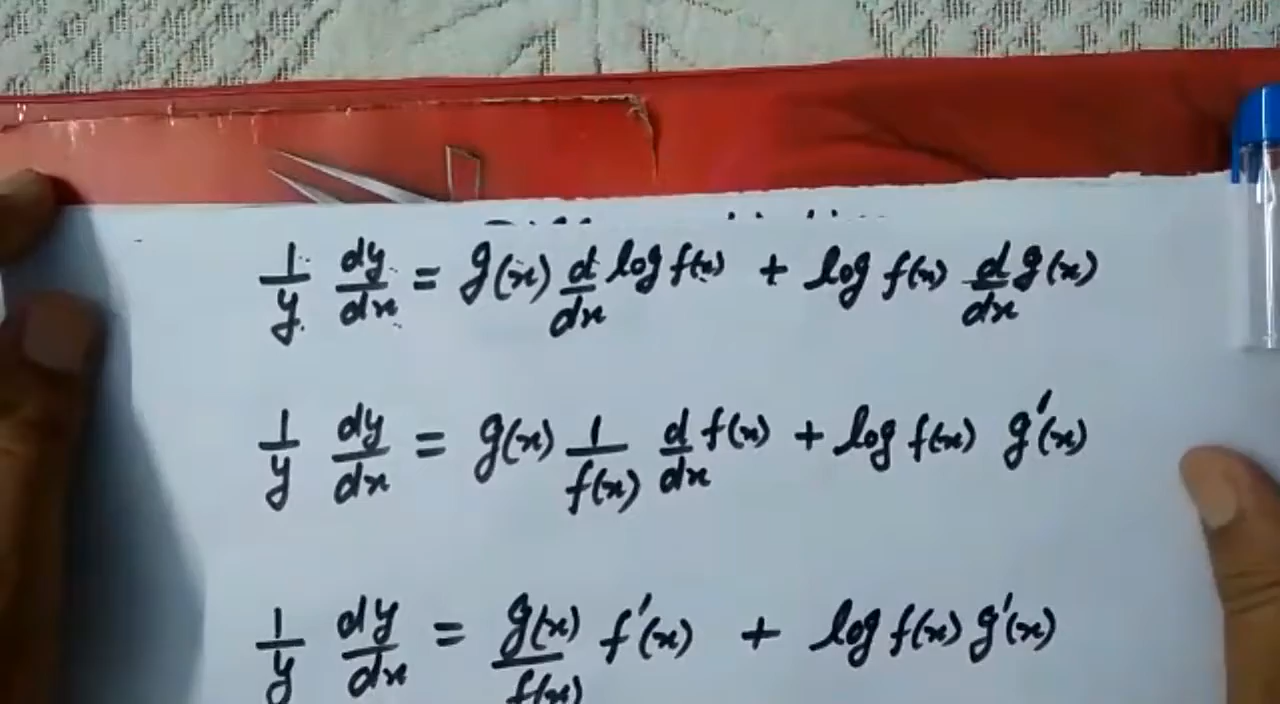 1/y dy/dx = g(x) d/dx log f(x) + log f(x) d/dx g(x)
1/y dy/dx = g(x) 1/f(x) d/dx f(x) + log f(x) g'(x)
1/y dy/dx = g(x)/f(x) f'(x) + log f(x) g'(x)